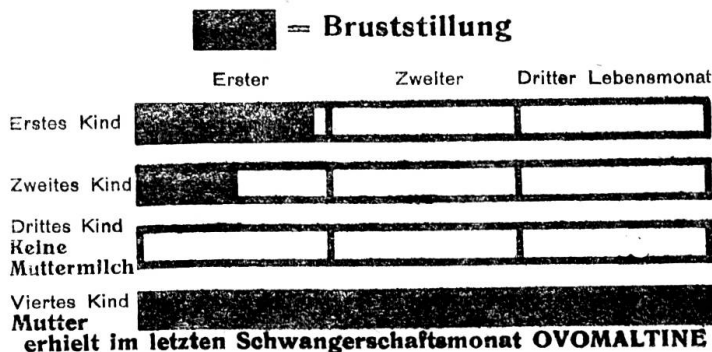 = Bruststillung
Erster Zweiter Dritter Lebensmonat
Erstes Kind
Zweites Kind
Drittes Kind
Keine
Muttermilch
Viertes Kind
Mutter
erhielt im letzten Schwangerschaftsmonat OVOMALTINE